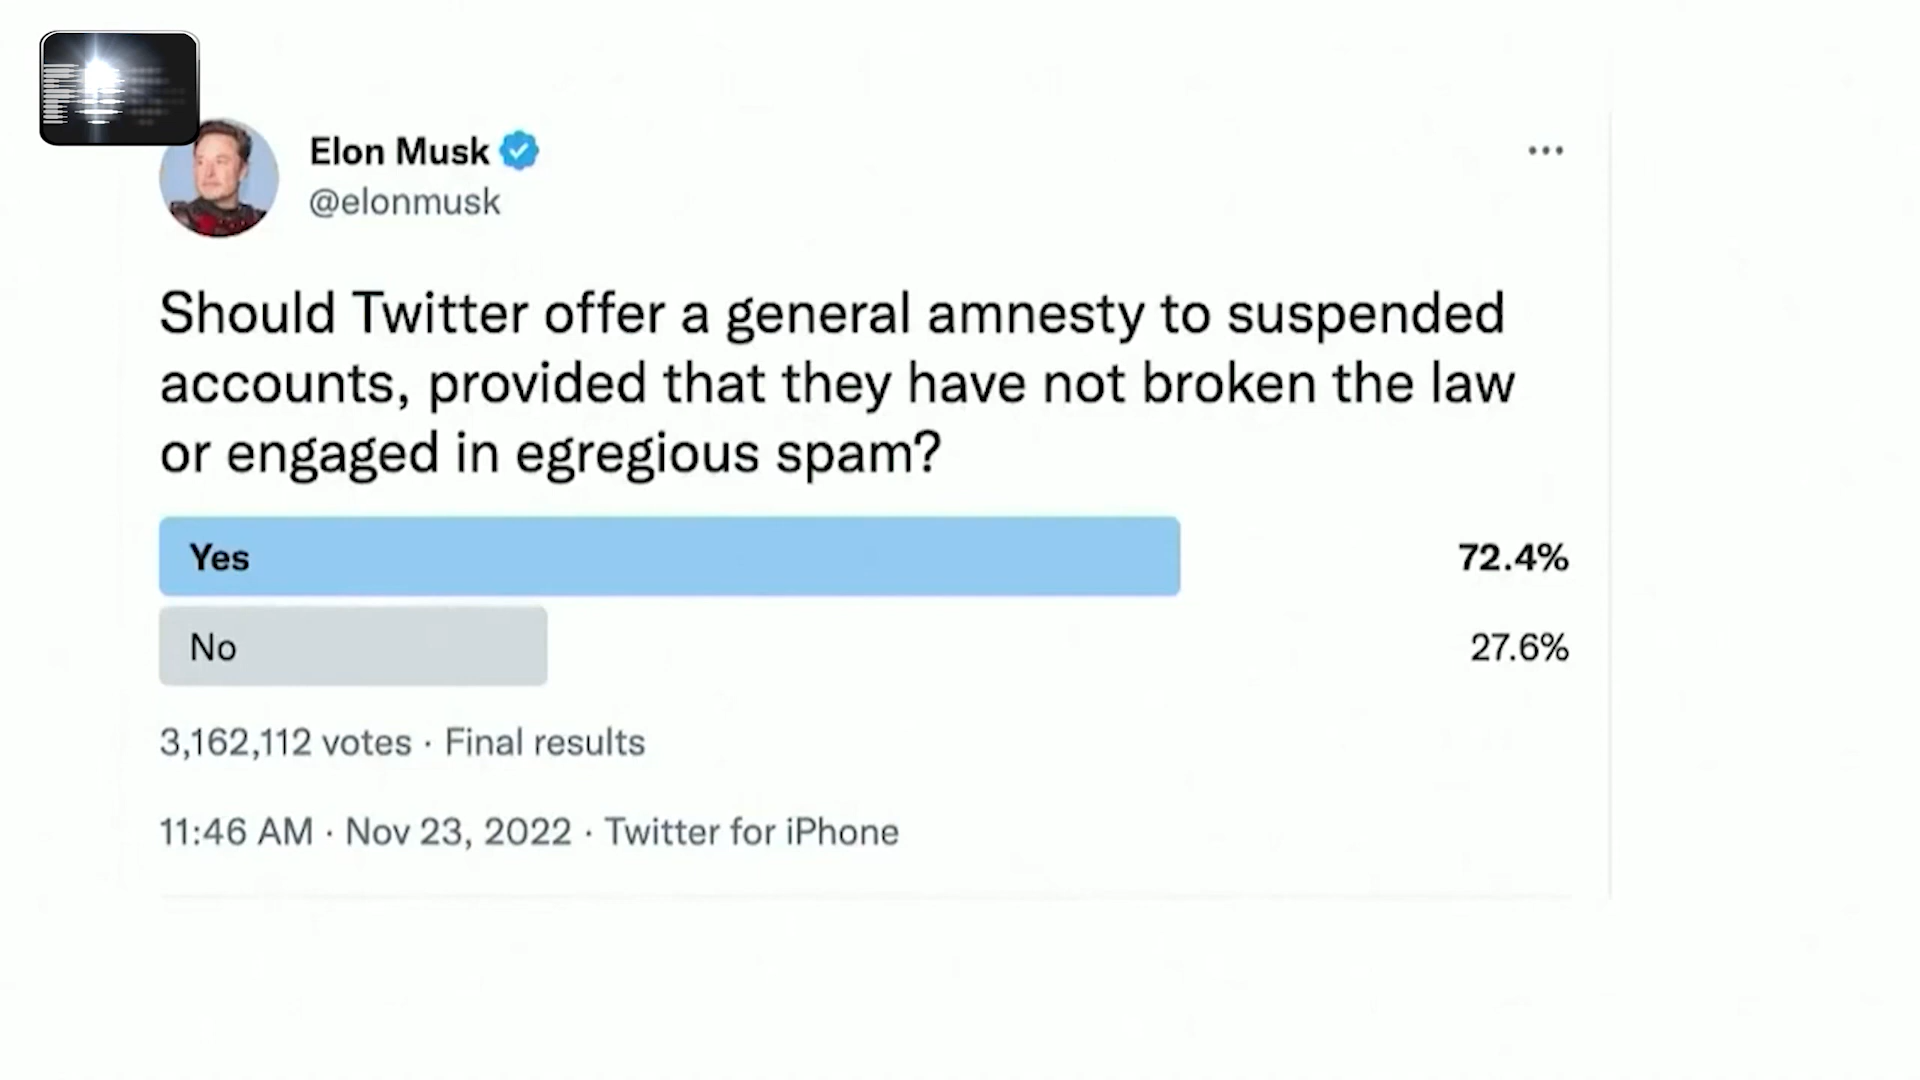 Elon Musk
@elonmusk
Should Twitter offer a general amnesty to suspended
accounts, provided that they have not broken the law
or engaged in egregious spam?
Yes 72.4%
No 27.6%
3,162,112 votes · Final results
11:46 AM · Nov 23, 2022 · Twitter for iPhone